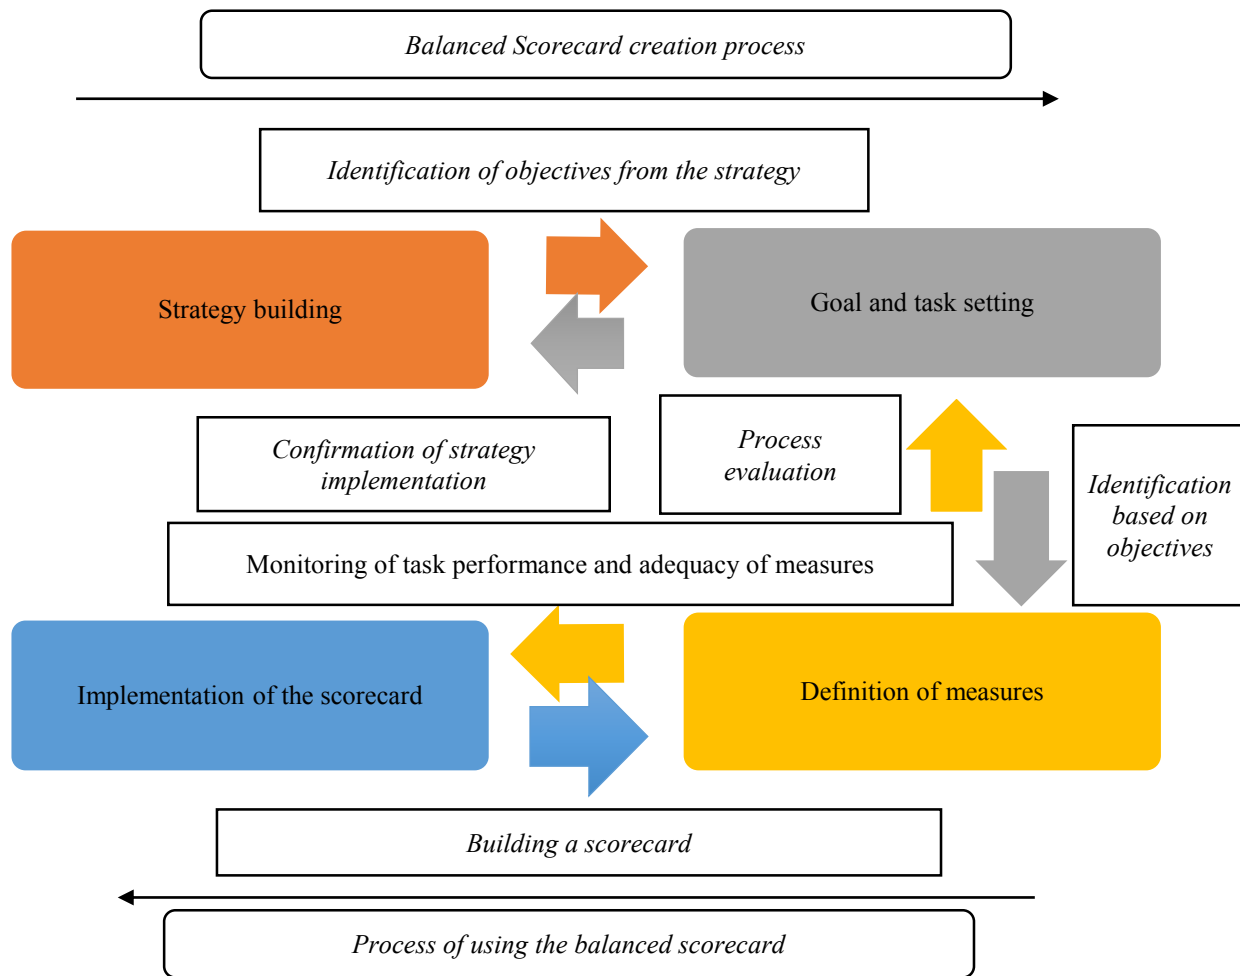 Balanced Scorecard creation process
Identification of objectives from the strategy
Strategy building
Goal and task setting
Confirmation of strategy
implementation
Process
evaluation
Identification
based on
objectives
Monitoring of task performance and adequacy of measures
Implementation of the scorecard
Definition of measures
Building a scorecard
Process of using the balanced scorecard